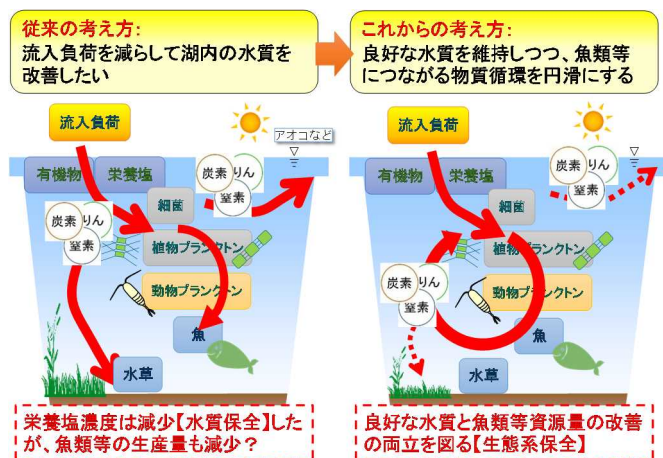 従来の考え方:
流入負荷を減らして湖内の水質を
改善したい
これからの考え方:
良好な水質を維持しつつ、魚類等
につながる物質循環を円滑にする
流入負荷
アオコなど
有機物
栄養塩
炭素
りん
窒素
細菌
炭素
りん
窒素
植物プランクトン
動物プランクトン
魚
水草
栄養塩濃度は減少【水質保全】した
が、魚類等の生産量も減少?
流入負荷
有機物
栄養塩
炭素
りん
窒素
細菌
植物プランクトン
炭素
りん
窒素
動物プランクトン
魚
水草
良好な水質と魚類等資源量の改善
の両立を図る【生態系保全】